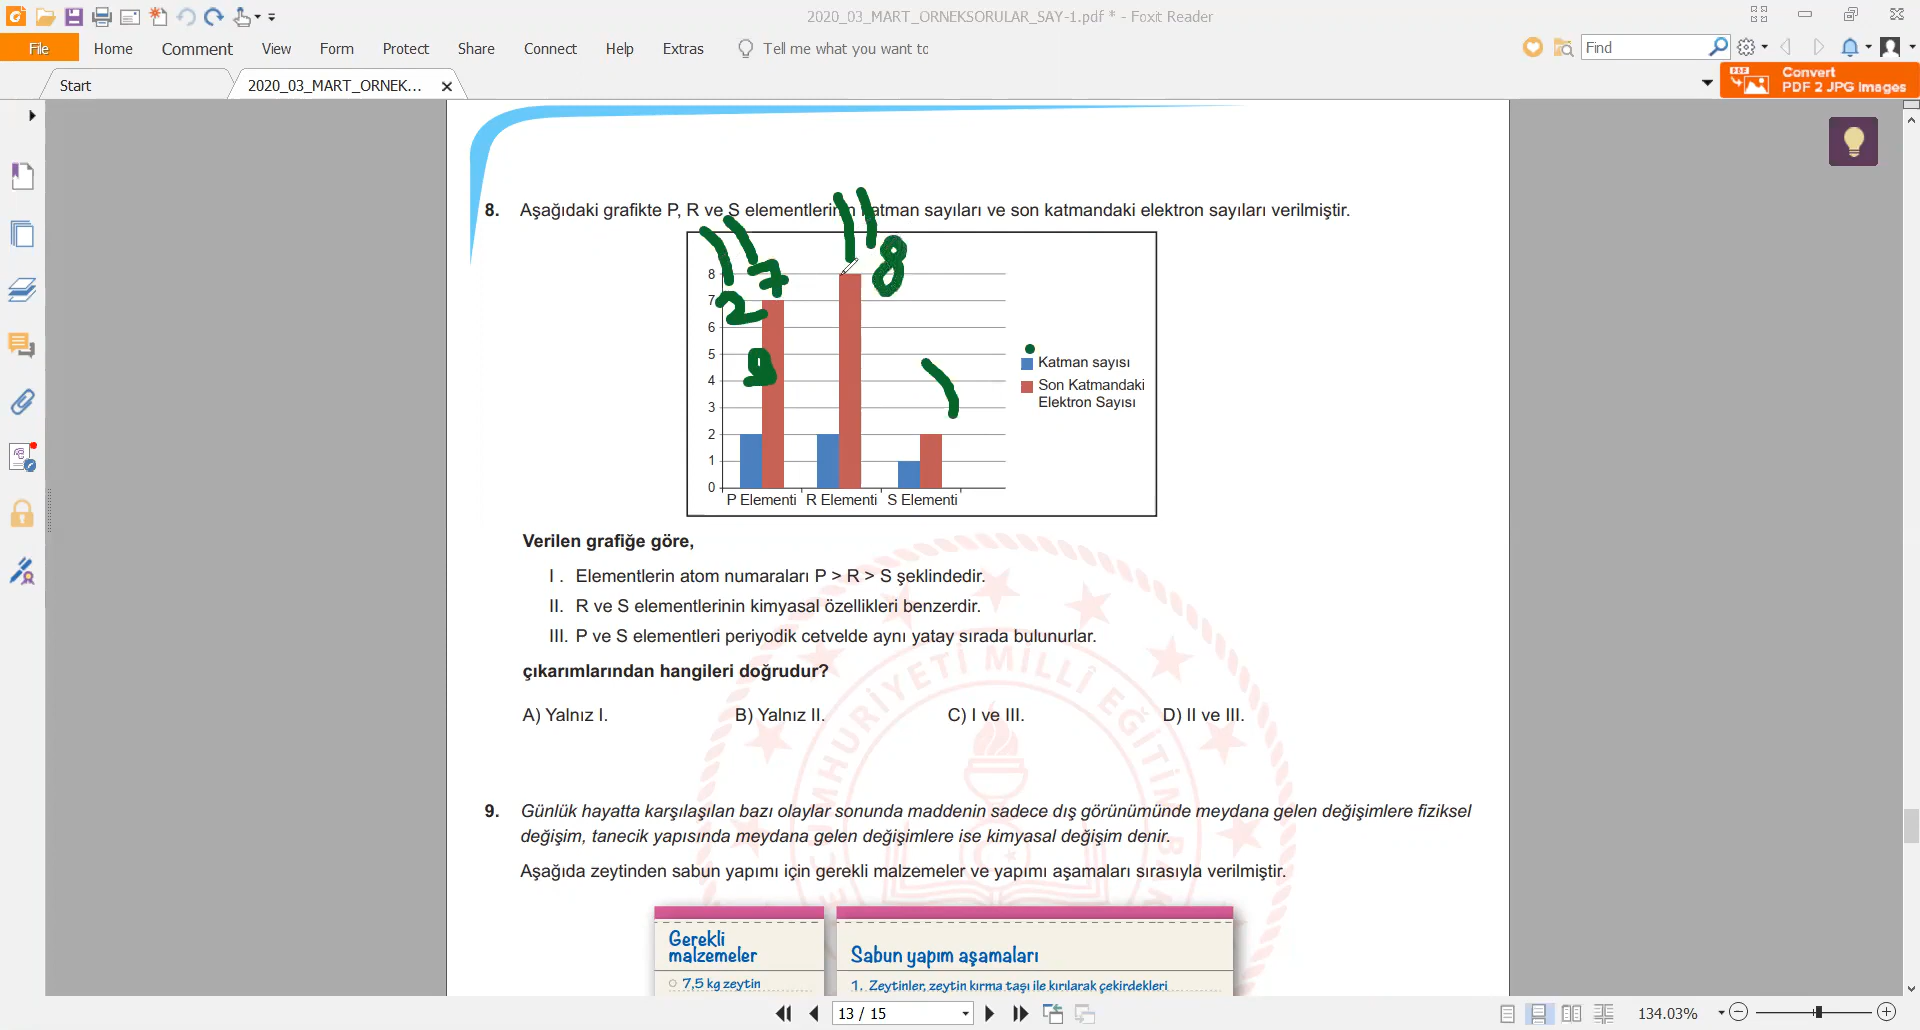 2020_03_MART_ORNEKSORULAR_SAY-1.pdf * - Foxit Reader
File Home Comment View Form Protect Share Connect Help Extras Tell me what you want to Find
Start 2020_03_MART_ORNEK...
Convert
PDF 2 JPG Images
8. Aşağıdaki grafikte P, R ve S elementlerinin katman sayıları ve son katmandaki elektron sayıları verilmiştir.
8
7
6
5
4
3
2
1
0
2
7
9
8
Katman sayısı
Son Katmandaki
Elektron Sayısı
P Elementi R Elementi S Elementi
Verilen grafiğe göre,
I . Elementlerin atom numaraları P > R > S şeklindedir.
II. R ve S elementlerinin kimyasal özellikleri benzerdir.
III. P ve S elementleri periyodik cetvelde aynı yatay sırada bulunurlar.
çıkarımlarından hangileri doğrudur?
A) Yalnız I. B) Yalnız II. C) I ve III. D) II ve III.
9. Günlük hayatta karşılaşılan bazı olaylar sonunda maddenin sadece dış görünümünde meydana gelen değişimlere fiziksel
değişim, tanecik yapısında meydana gelen değişimlere ise kimyasal değişim denir.
Aşağıda zeytinden sabun yapımı için gerekli malzemeler ve yapımı aşamaları sırasıyla verilmiştir.
Gerekli
malzemeler
7,5 kg zeytin
Sabun yapım aşamaları
1. Zeytinler, zeytin kırma taşı ile kırılarak çekirdekleri
13 / 15
134.03%